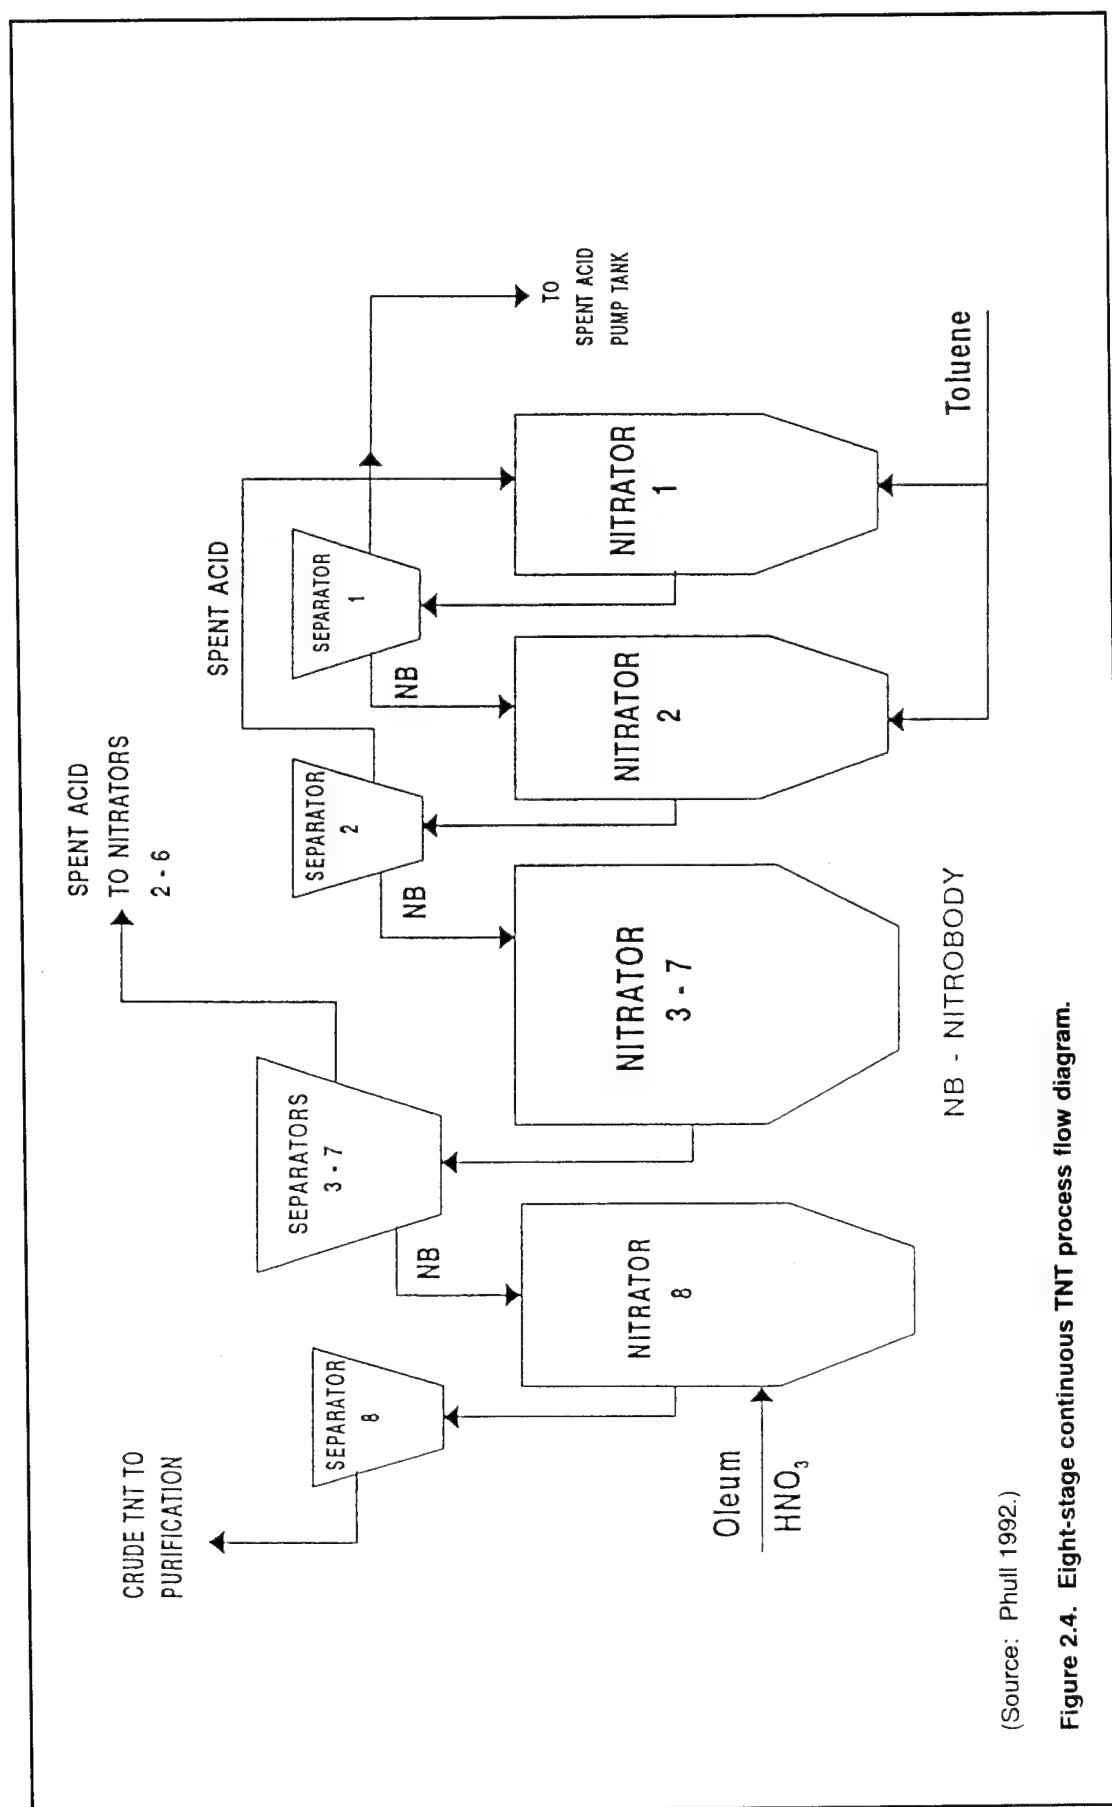 CRUDE TNT TO
PURIFICATION
SPENT ACID
TO NITRATORS
2 - 6
SPENT ACID
SEPARATOR
8
SEPARATORS
3 - 7
SEPARATOR
2
SEPARATOR
1
NB
NB
NB
TO
SPENT ACID
PUMP TANK
NITRATOR
8
NITRATOR
3 - 7
NITRATOR
2
NITRATOR
1
Oleum
HNO₃
Toluene
NB - NITROBODY
(Source: Phull 1992.)
Figure 2.4. Eight-stage continuous TNT process flow diagram.